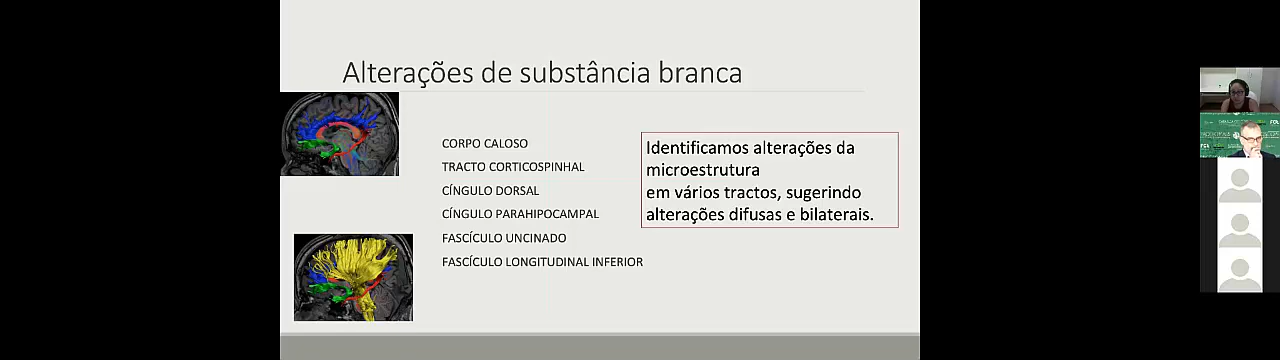 Alterações de substância branca
CORPO CALOSO
TRACTO CORTICOSPINHAL
CÍNGULO DORSAL
CÍNGULO PARAHIPOCAMPAL
FASCÍCULO UNCINADO
FASCÍCULO LONGITUDINAL INFERIOR
Identificamos alterações da
microestrutura
em vários tractos, sugerindo
alterações difusas e bilaterais.